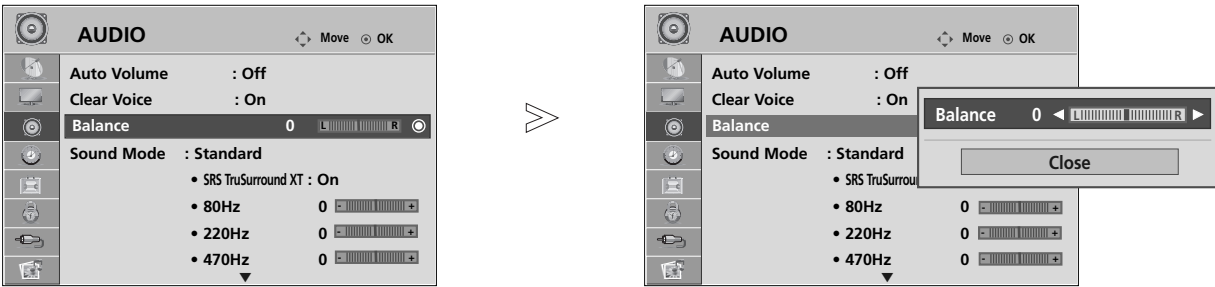 AUDIO Move OK
Auto Volume : Off
Clear Voice : On
Balance 0 L R
Sound Mode : Standard
• SRS TruSurround XT : On
• 80Hz 0 - +
• 220Hz 0 - +
• 470Hz 0 - +
AUDIO Move OK
Auto Volume : Off
Clear Voice : On
Balance
Sound Mode : Standard
• SRS TruSurrou
• 80Hz 0 - +
• 220Hz 0 - +
• 470Hz 0 - +
Balance 0 L R
Close